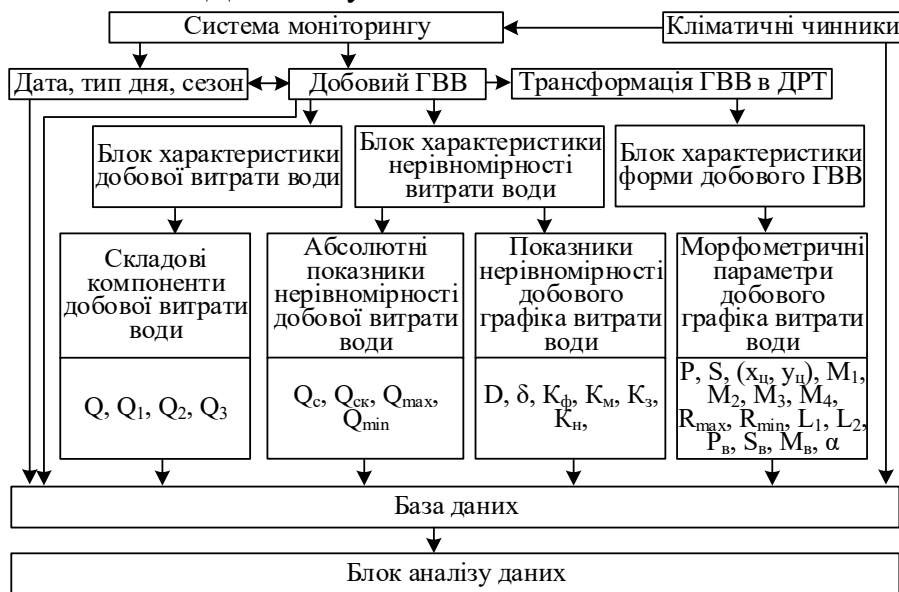 Система моніторингу
Кліматичні чинники
Дата, тип дня, сезон
Добовий ГВВ
Трансформація ГВВ в ДРТ
Блок характеристики
добової витрати води
Блок характеристики
нерівномірності
витрати води
Блок характеристики
форми добового ГВВ
Складові
компоненти
добової витрати
води
Абсолютні
показники
нерівномірності
добової витрати
води
Показники
нерівномірності
добового
графіка витрати
води
Морфометричні
параметри
добового
графіка витрати
води
Q, Q₁, Q₂, Q₃
Qс, Qск, Qmax,
Qmin
D, δ, Kф, Kм, Kз,
Kн,
P, S, (xц, yц), M₁,
M₂, M₃, M₄,
Rmax, Rmin, L₁, L₂,
Pв, Sв, Mв, α
База даних
Блок аналізу даних